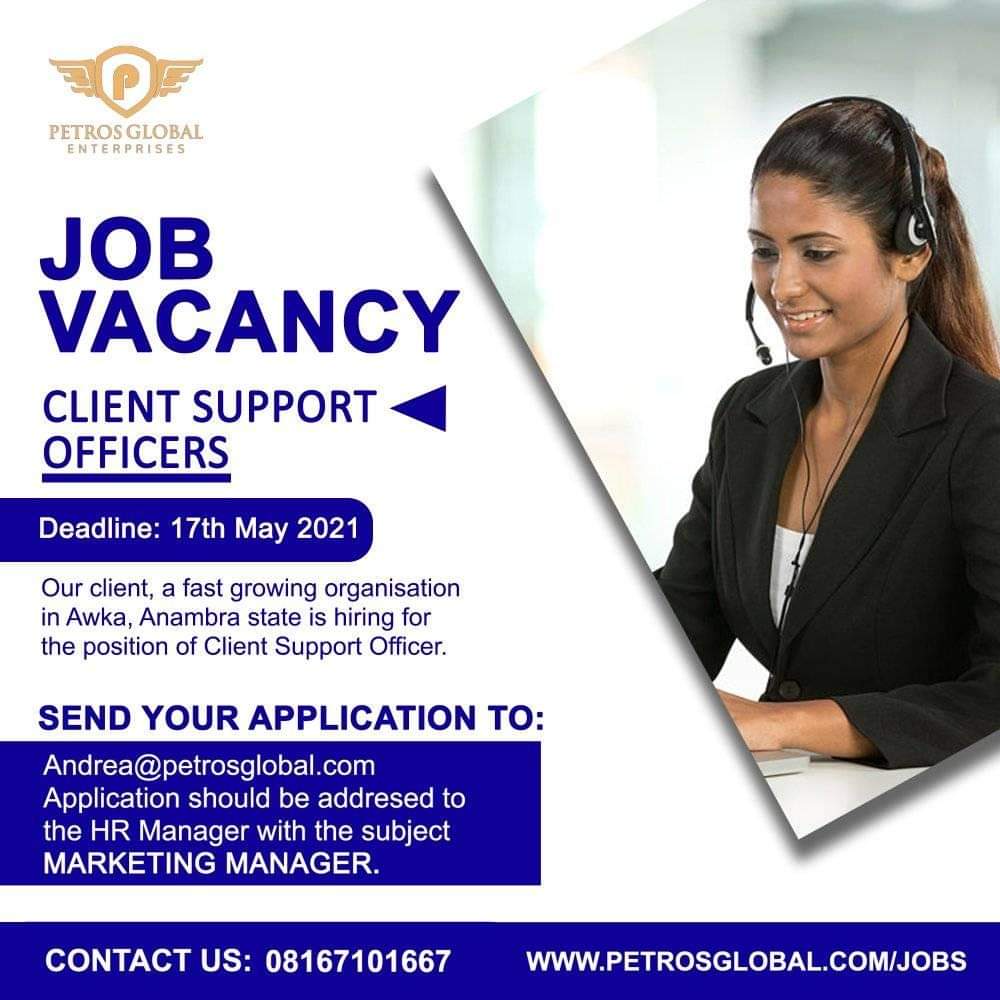 PETROS GLOBAL
ENTERPRISES
JOB
VACANCY
CLIENT SUPPORT
OFFICERS
Deadline: 17th May 2021
Our client, a fast growing organisation
in Awka, Anambra state is hiring for
the position of Client Support Officer.
SEND YOUR APPLICATION TO:
Andrea@petrosglobal.com
Application should be addresed to
the HR Manager with the subject
MARKETING MANAGER.
CONTACT US: 08167101667
WWW.PETROSGLOBAL.COM/JOBS